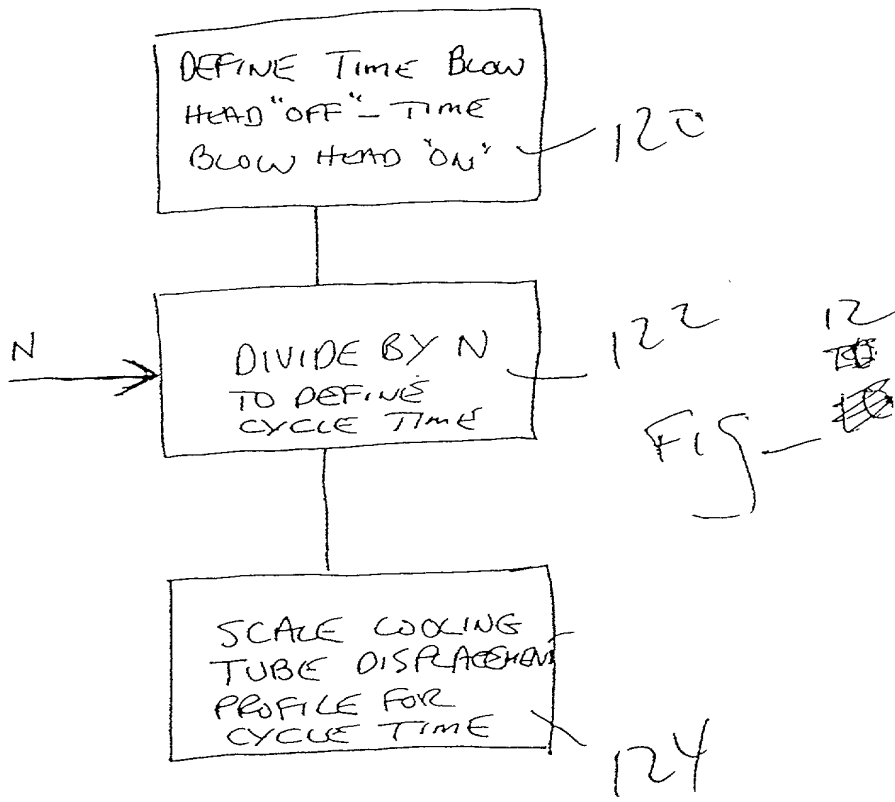 DEFINE TIME BLOW
HEAD "OFF" - TIME
BLOW HEAD "ON"
120
N
DIVIDE BY N
TO DEFINE
CYCLE TIME
122
Fig_ 12
SCALE COOLING
TUBE DISPLACEMENT
PROFILE FOR
CYCLE TIME
124